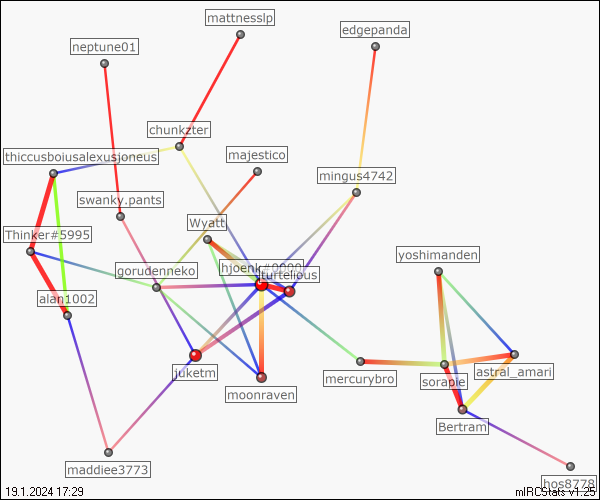 mattnesslp
edgepanda
neptune01
chunkzter
majestico
thiccusboiusalexusjoneus
mingus4742
swanky.pants
Wyatt
Thinker#5995
yoshimanden
hjoenk#0000
gorudenneko
turtelious
alan1002
juketm
mercurybro
sorapie
astral_amari
moonraven
Bertram
maddiee3773
hos8778
19.1.2024 17:29
mIRCStats v1.25